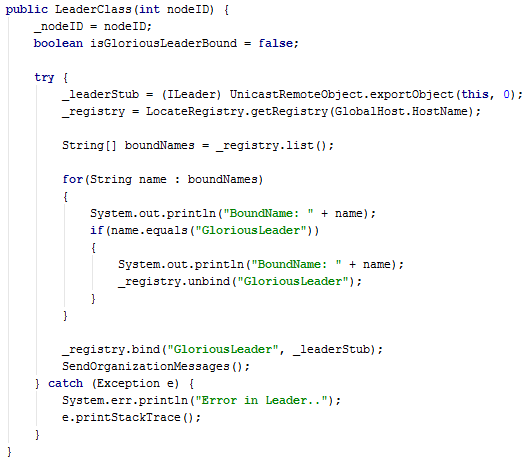 public LeaderClass(int nodeID) {
    _nodeID = nodeID;
    boolean isGloriousLeaderBound = false;

    try {
        _leaderStub = (ILeader) UnicastRemoteObject.exportObject(this, 0);
        _registry = LocateRegistry.getRegistry(GlobalHost.HostName);

        String[] boundNames = _registry.list();

        for(String name : boundNames)
        {
            System.out.println("BoundName: " + name);
            if(name.equals("GloriousLeader"))
            {
                System.out.println("BoundName: " + name);
                _registry.unbind("GloriousLeader");
            }
        }

        _registry.bind("GloriousLeader", _leaderStub);
        SendOrganizationMessages();
    } catch (Exception e) {
        System.err.println("Error in Leader..");
        e.printStackTrace();
    }
}